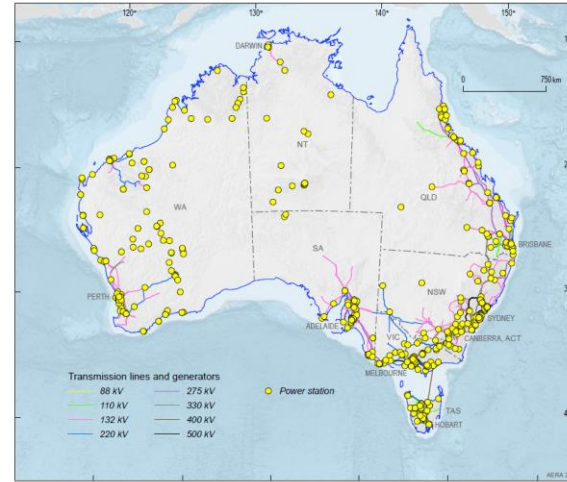 120°
130°
140°
150°
DARWIN
0
750 km
NT
QLD
WA
SA
BRISBANE
NSW
PERTH
ADELAIDE
SYDNEY
VIC
CANBERRA, ACT
MELBOURNE
TAS
HOBART
Transmission lines and generators
88 kV
110 kV
132 kV
220 kV
275 kV
330 kV
400 kV
500 kV
Power station